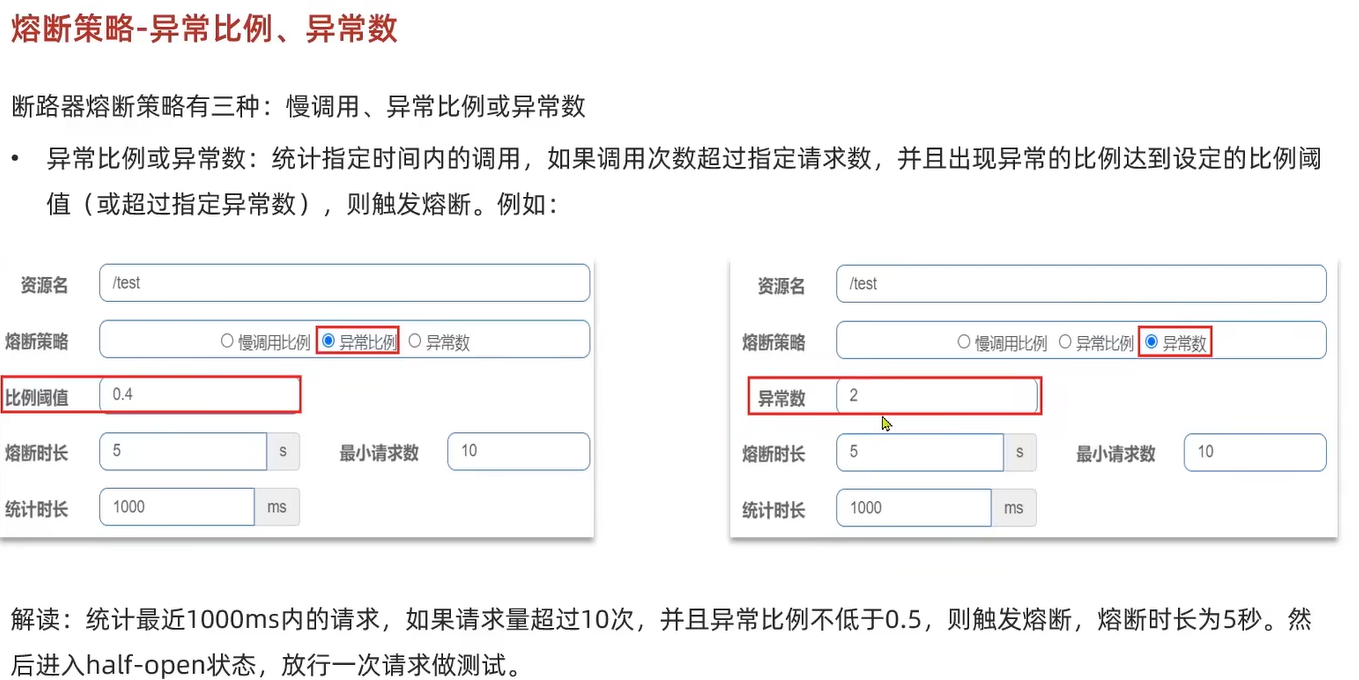 熔断策略-异常比例、异常数
断路器熔断策略有三种：慢调用、异常比例或异常数
• 异常比例或异常数：统计指定时间内的调用，如果调用次数超过指定请求数，并且出现异常的比例达到设定的比例阈
值（或超过指定异常数），则触发熔断。例如：
资源名 /test
熔断策略 慢调用比例 异常比例 异常数
比例阈值 0.4
熔断时长 5 s 最小请求数 10
统计时长 1000 ms
资源名 /test
熔断策略 慢调用比例 异常比例 异常数
异常数 2
熔断时长 5 s 最小请求数 10
统计时长 1000 ms
解读：统计最近1000ms内的请求，如果请求量超过10次，并且异常比例不低于0.5，则触发熔断，熔断时长为5秒。然
后进入half-open状态，放行一次请求做测试。